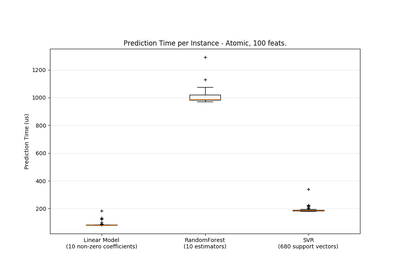 Prediction Time per Instance - Atomic, 100 feats.
1200
1000
800
600
400
200
Prediction Time (us)
Linear Model
(10 non-zero coefficients)
RandomForest
(10 estimators)
SVR
(680 support vectors)